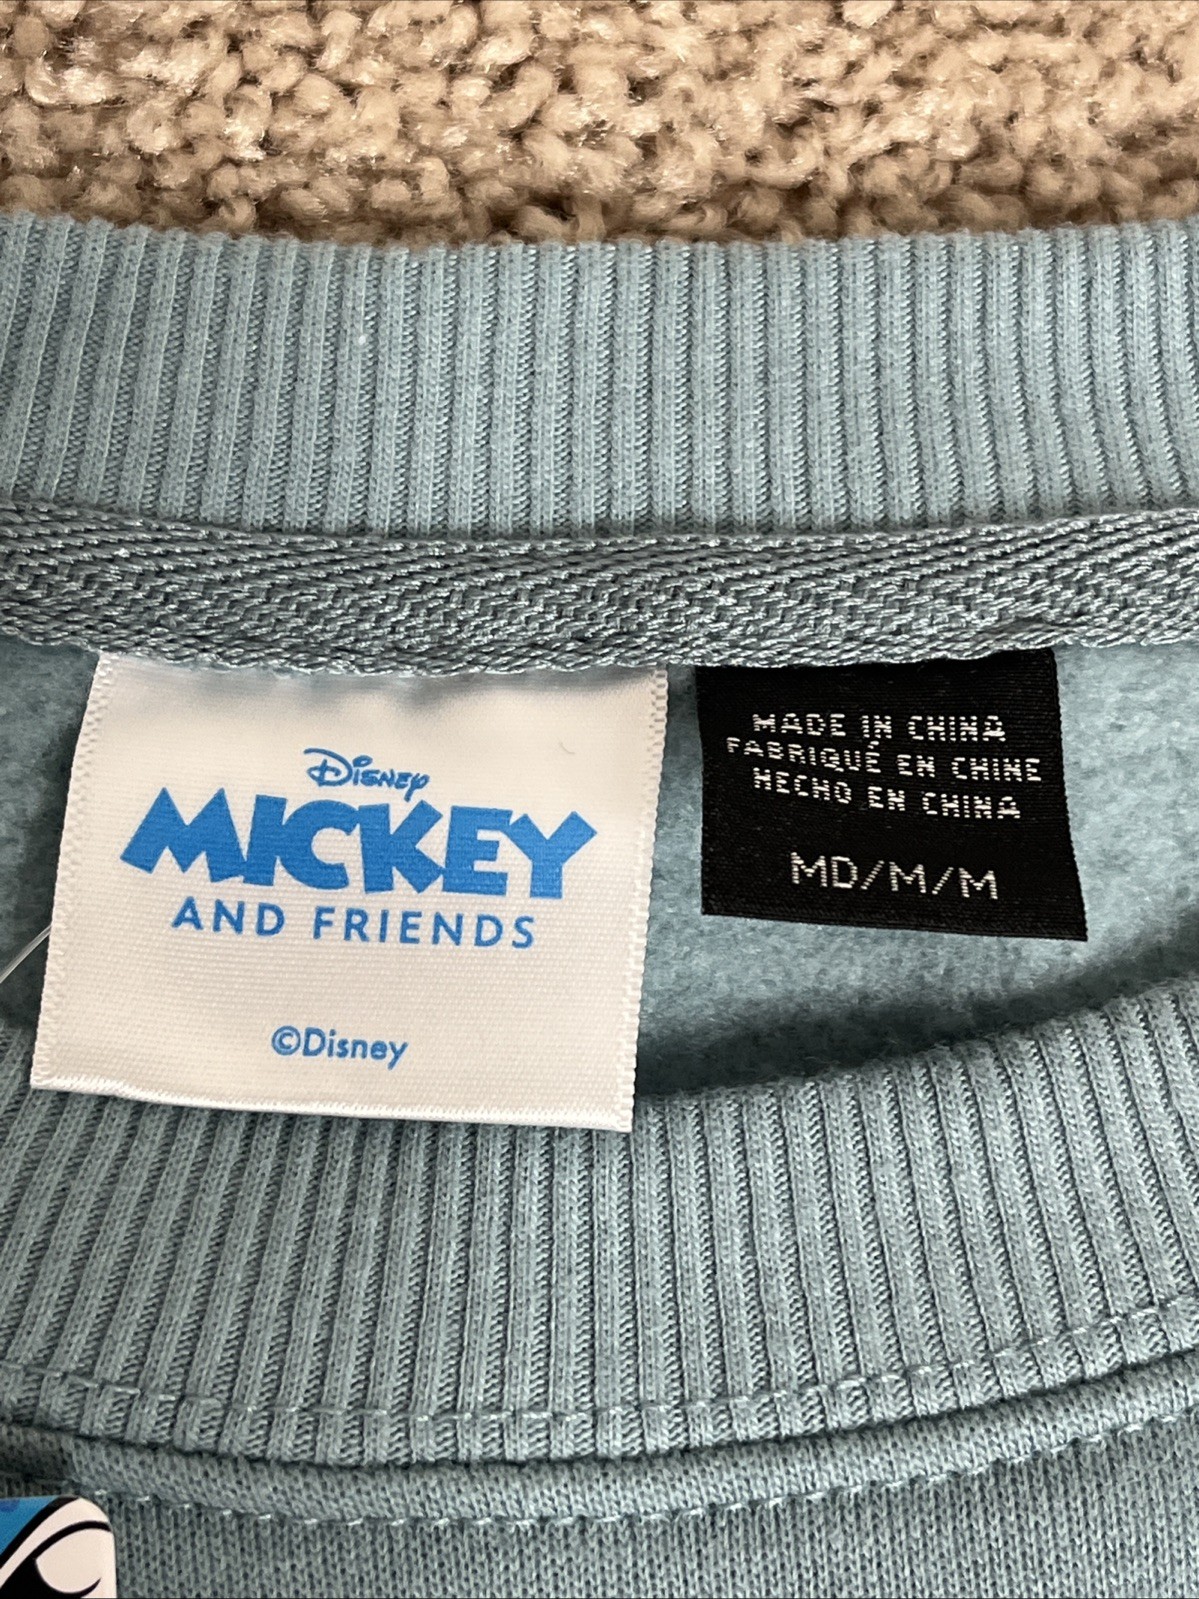 Disney
MICKEY
AND FRIENDS
©Disney
MADE IN CHINA
FABRIQUÉ EN CHINE
HECHO EN CHINA
MD/M/M